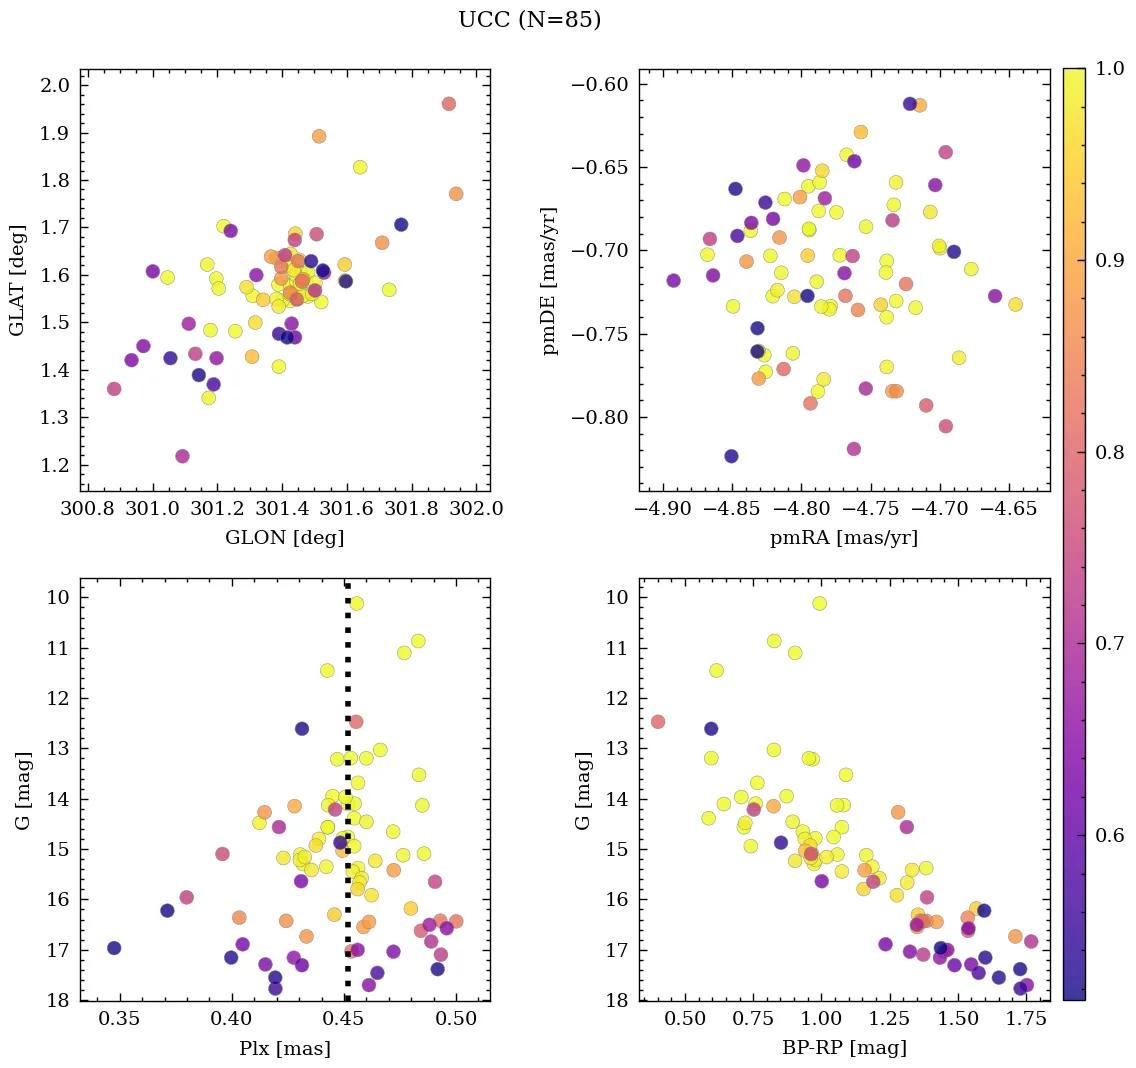 UCC (N=85)
2.0
1.9
1.8
1.7
1.6
1.5
1.4
1.3
1.2
GLAT [deg]
300.8 301.0 301.2 301.4 301.6 301.8 302.0
GLON [deg]
−0.60
−0.65
−0.70
−0.75
−0.80
pmDE [mas/yr]
−4.90 −4.85 −4.80 −4.75 −4.70 −4.65
pmRA [mas/yr]
1.0
0.9
0.8
0.7
0.6
10
11
12
13
14
15
16
17
18
G [mag]
0.35 0.40 0.45 0.50
Plx [mas]
10
11
12
13
14
15
16
17
18
G [mag]
0.50 0.75 1.00 1.25 1.50 1.75
BP-RP [mag]